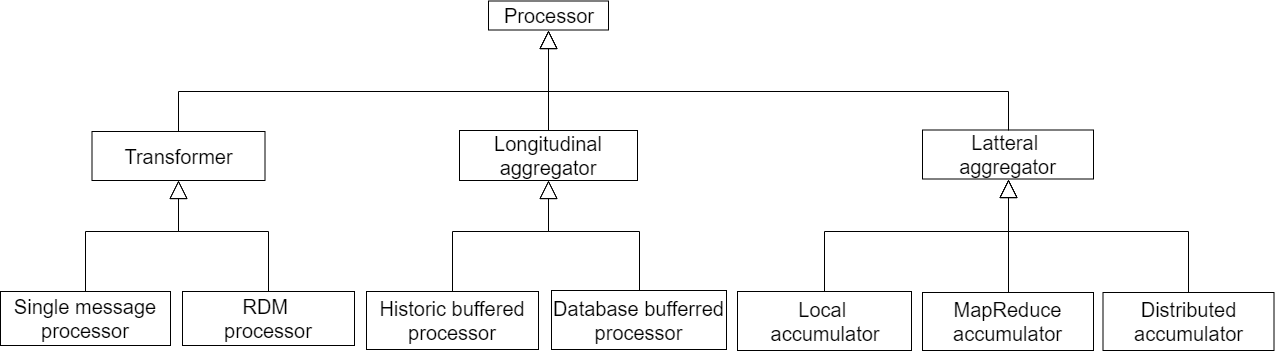 Processor
Transformer
Longitudinal
aggregator
Latteral
aggregator
Single message
processor
RDM
processor
Historic buffered
processor
Database bufferred
processor
Local
accumulator
MapReduce
accumulator
Distributed
accumulator